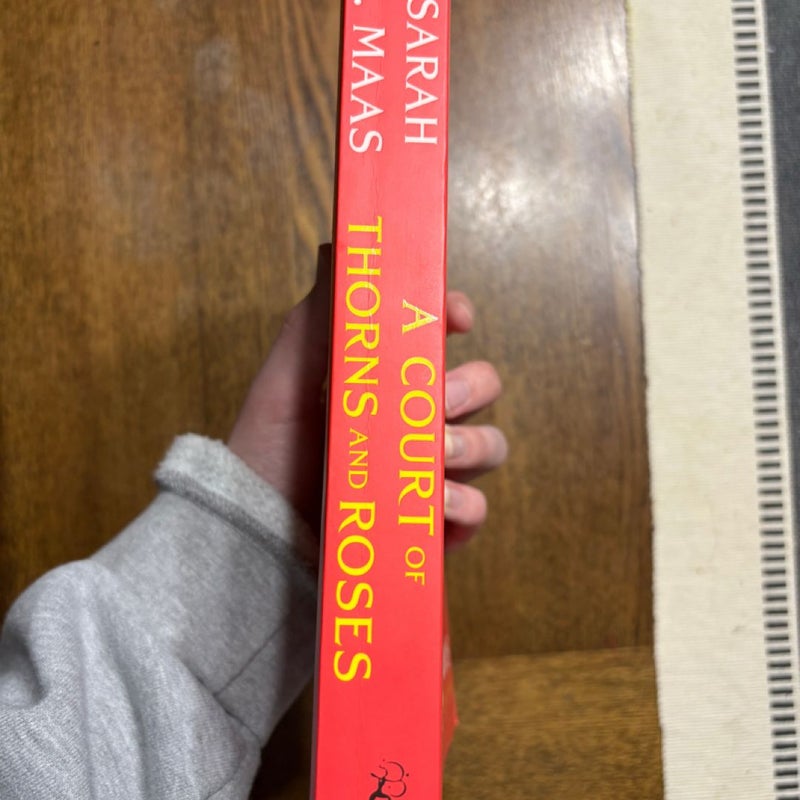 SARAH
. MAAS
A COURT OF
THORNS AND ROSES